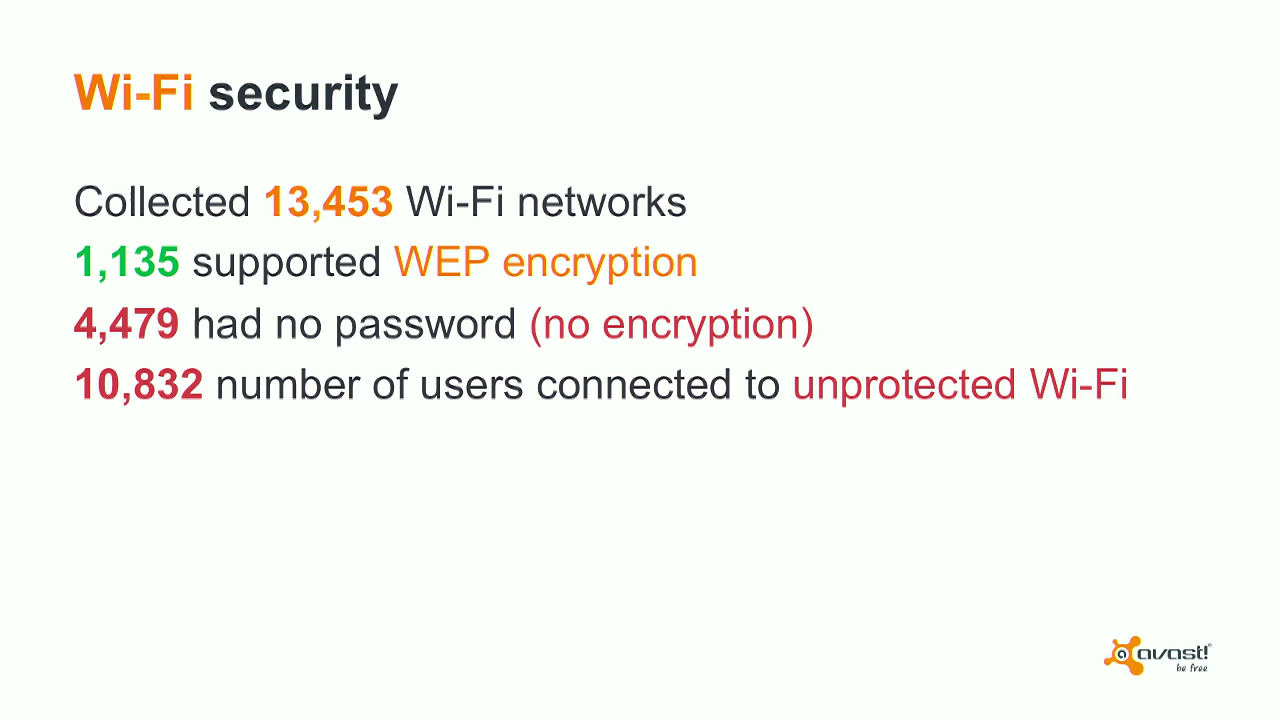 Wi-Fi security
Collected 13,453 Wi-Fi networks
1,135 supported WEP encryption
4,479 had no password (no encryption)
10,832 number of users connected to unprotected Wi-Fi
a avast!
be free